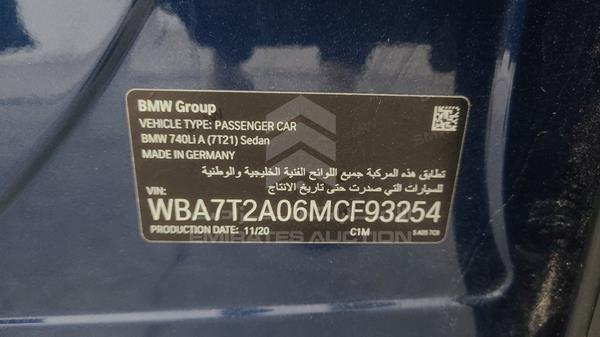 BMW Group
VEHICLE TYPE: PASSENGER CAR
BMW 740Li A (7T21) Sedan
MADE IN GERMANY
تطابق هذه المركبة جميع اللوائح الفنية الخليجية والوطنية
للسيارات التي صدرت حتى تاريخ الانتاج
VIN:
WBA7T2A06MCF93254
PRODUCTION DATE: 11/20 C1M
EMIRATES AUCTION